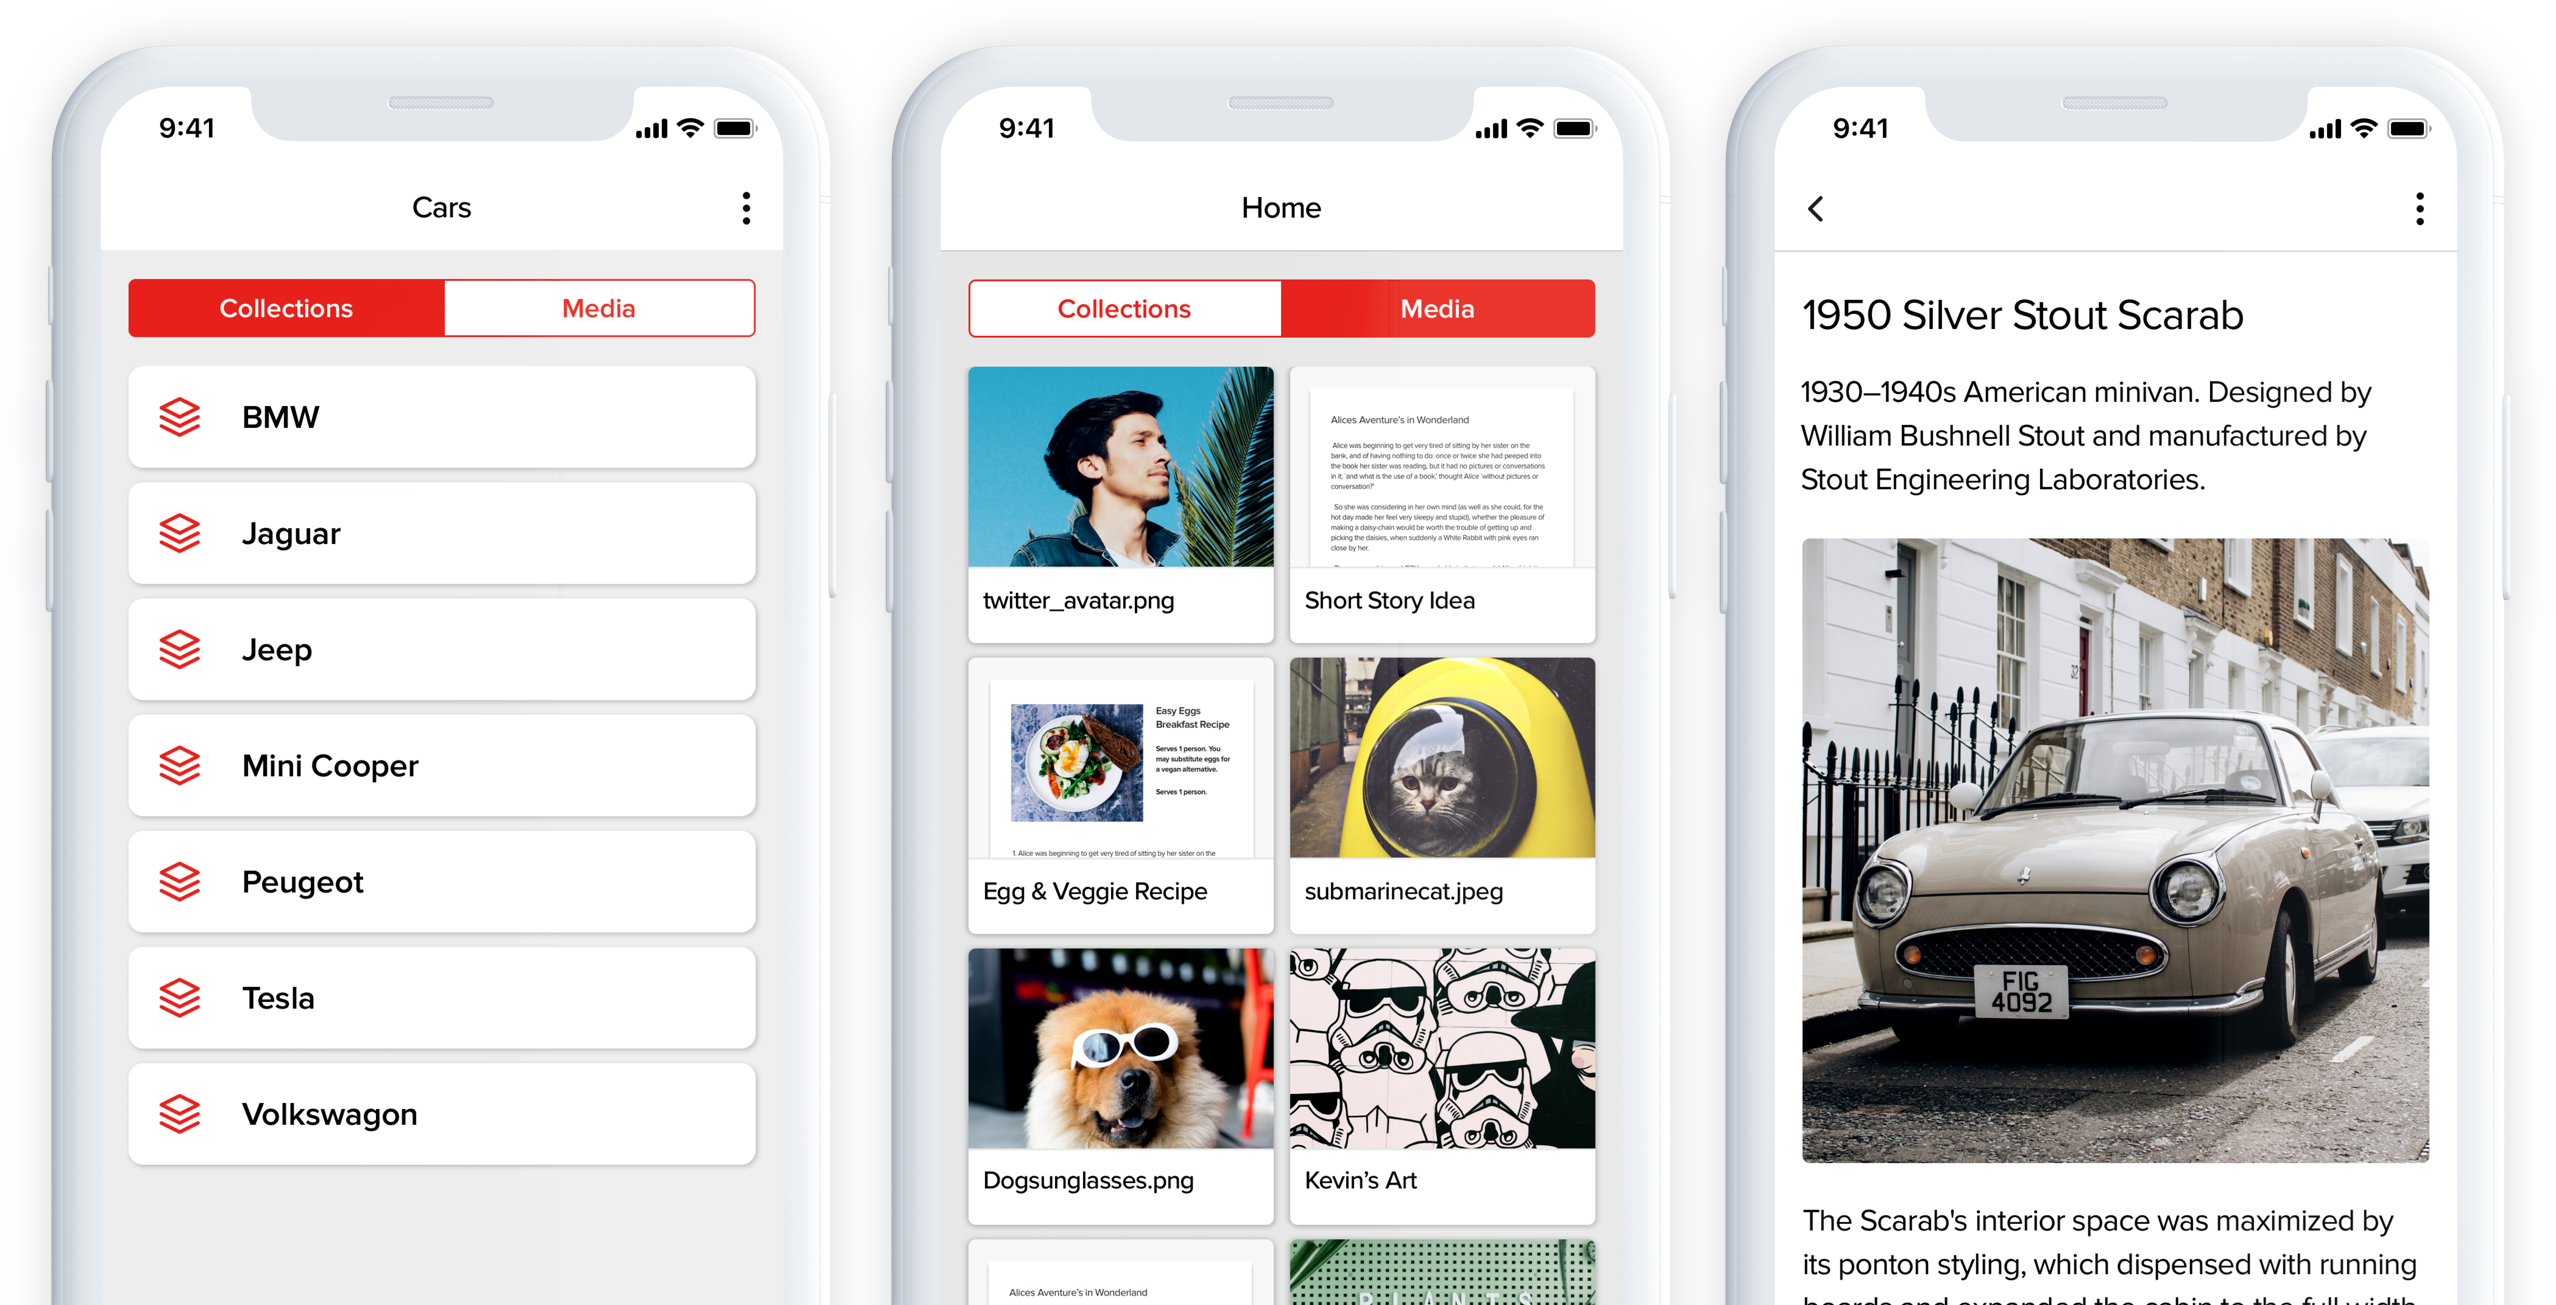 9:41
Cars
Collections
Media
BMW
Jaguar
Jeep
Mini Cooper
Peugeot
Tesla
Volkswagon
9:41
Home
Collections
Media
Alices Aventure's in Wonderland
Alice was beginning to get very tired of sitting by her sister on the
bank, and of having nothing to do: once or twice she had peeped into
the book her sister was reading, but it had no pictures or conversations
in it, 'and what is the use of a book,' thought Alice 'without pictures or
conversation?'
So she was considering in her own mind (as well as she could, for the
hot day made her feel very sleepy and stupid), whether the pleasure of
making a daisy-chain would be worth the trouble of getting up and
picking the daisies, when suddenly a White Rabbit with pink eyes ran
close by her.
twitter_avatar.png
Short Story Idea
Easy Eggs
Breakfast Recipe
Serves 1 person. You
may substitute eggs for
a vegan alternative.
Serves 1 person.
1. Alice was beginning to get very tired of sitting by her sister on the
Egg & Veggie Recipe
submarinecat.jpeg
Dogsunglasses.png
Kevin's Art
Alices Aventure's in Wonderland
PLANTS
9:41
1950 Silver Stout Scarab
1930–1940s American minivan. Designed by
William Bushnell Stout and manufactured by
Stout Engineering Laboratories.
32
FIG
4092
The Scarab's interior space was maximized by
its ponton styling, which dispensed with running
boards and expanded the cabin to the full width